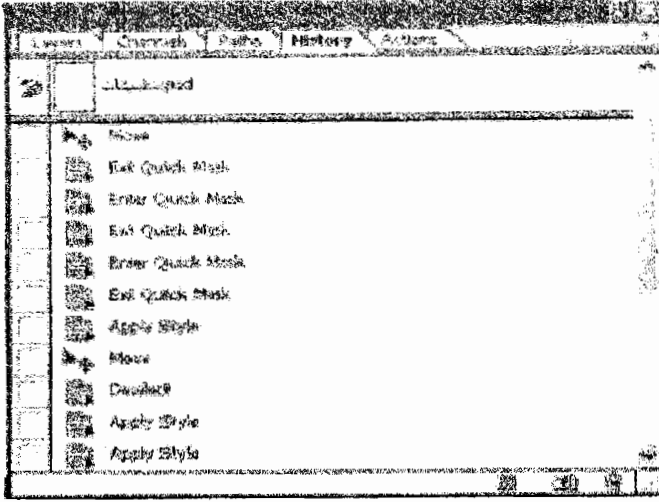 Layers Channels Paths History Actions
Move
Exit Quick Mask
Enter Quick Mask
Exit Quick Mask
Enter Quick Mask
Exit Quick Mask
Apply Style
Move
Deselect
Apply Style
Apply Style